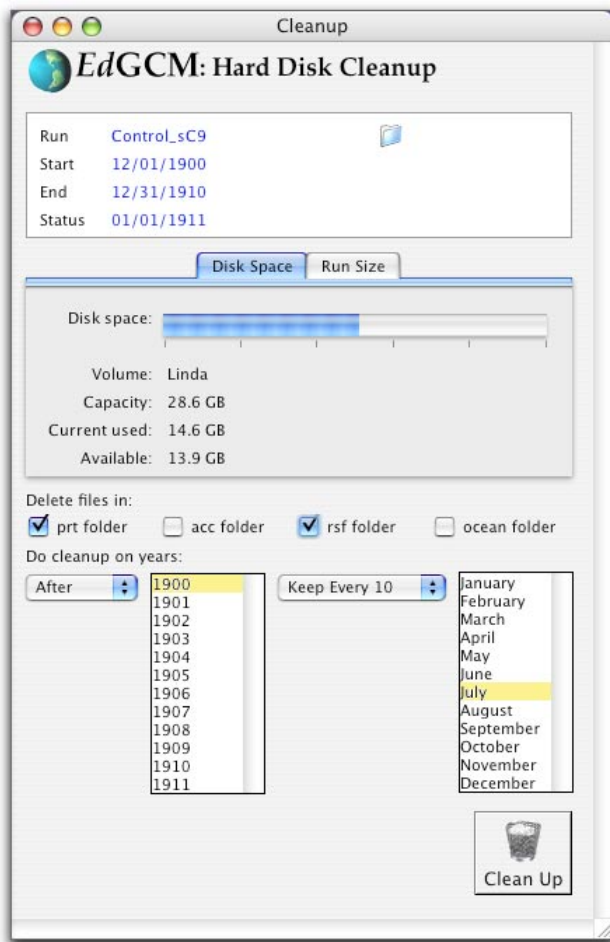 Cleanup
EdGCM: Hard Disk Cleanup
Run Control_sC9
Start 12/01/1900
End 12/31/1910
Status 01/01/1911
Disk Space Run Size
Disk space:
Volume: Linda
Capacity: 28.6 GB
Current used: 14.6 GB
Available: 13.9 GB
Delete files in:
prt folder acc folder rsf folder ocean folder
Do cleanup on years:
After
1900
1901
1902
1903
1904
1905
1906
1907
1908
1909
1910
1911
Keep Every 10
January
February
March
April
May
June
July
August
September
October
November
December
Clean Up